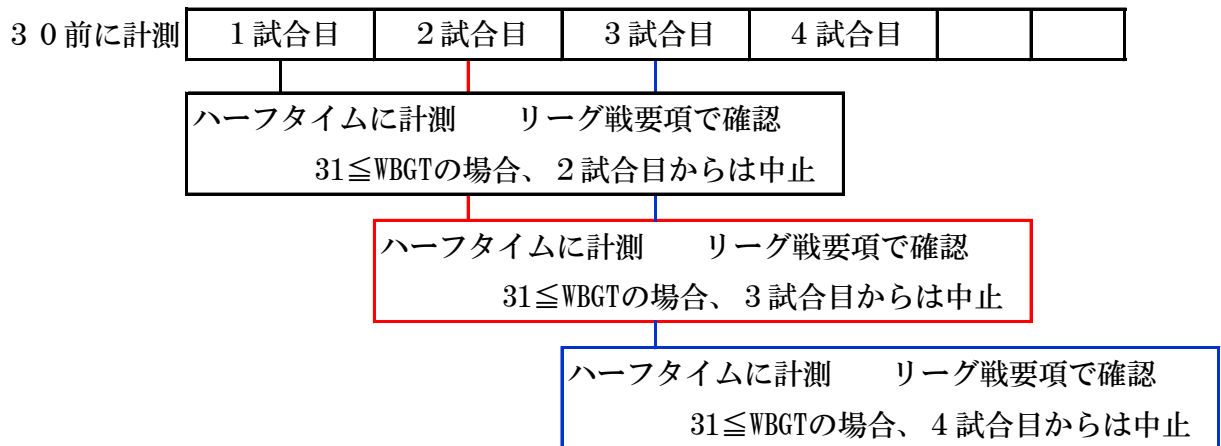 ３０前に計測 １試合目 ２試合目 ３試合目 ４試合目
ハーフタイムに計測　　リーグ戦要項で確認
31≦WBGTの場合、２試合目からは中止
ハーフタイムに計測　　リーグ戦要項で確認
31≦WBGTの場合、３試合目からは中止
ハーフタイムに計測　　リーグ戦要項で確認
31≦WBGTの場合、４試合目からは中止